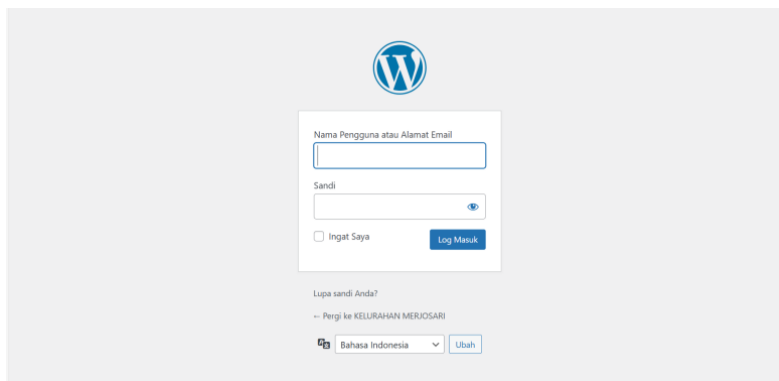 Nama Pengguna atau Alamat Email
Sandi
Ingat Saya
Log Masuk
Lupa sandi Anda?
← Pergi ke KELURAHAN MERJOSARI
Bahasa Indonesia
Ubah